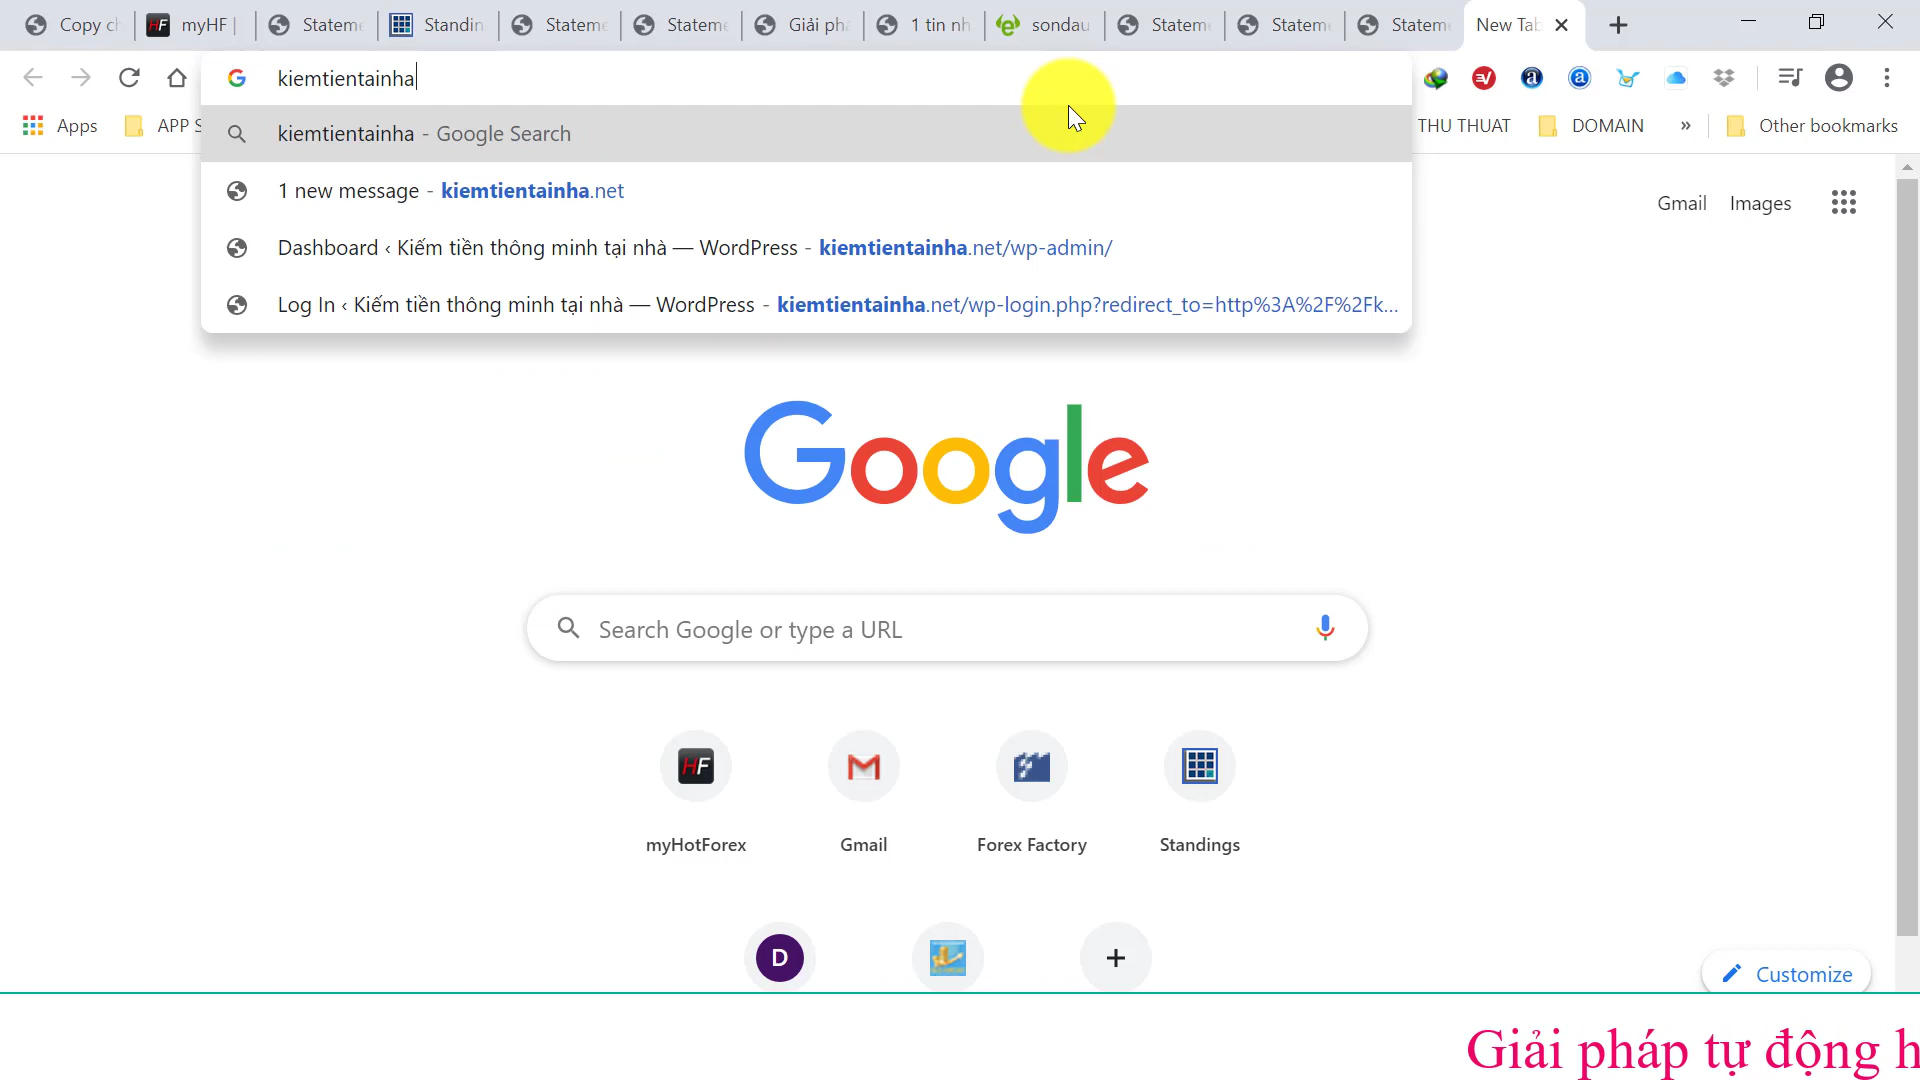 Copy ch
myHF |
Stateme
Standin
Stateme
Stateme
Giải phá
1 tin nh
sondau
Stateme
Stateme
Stateme
New Tab
kiemtientainha
Apps
APP S
THU THUAT
DOMAIN
»
Other bookmarks
kiemtientainha - Google Search
1 new message - kiemtientainha.net
Dashboard ‹ Kiếm tiền thông minh tại nhà — WordPress - kiemtientainha.net/wp-admin/
Log In ‹ Kiếm tiền thông minh tại nhà — WordPress - kiemtientainha.net/wp-login.php?redirect_to=http%3A%2F%2Fk...
Gmail
Images
Google
Search Google or type a URL
HF
myHotForex
Gmail
Forex Factory
Standings
D
Customize
Giải pháp tự động h